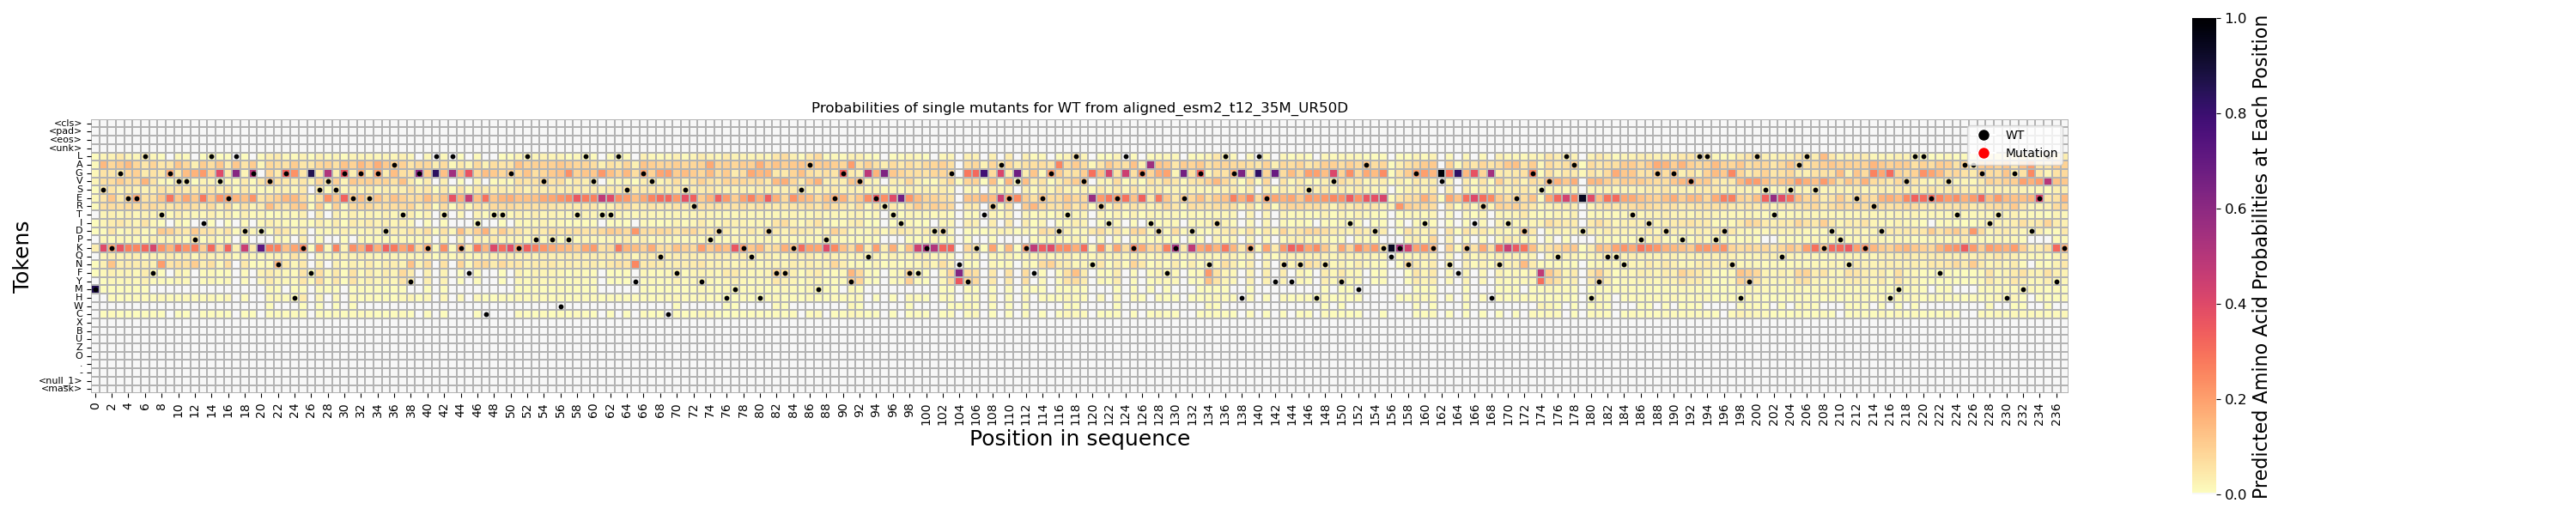 Probabilities of single mutants for WT from aligned_esm2_t12_35M_UR50D
Tokens
<cls>
<pad>
<eos>
<unk>
L
A
G
V
S
E
R
T
I
D
P
K
Q
N
F
Y
M
H
W
C
X
B
U
Z
O
.
-
<null_1>
<mask>
0 2 4 6 8 10 12 14 16 18 20 22 24 26 28 30 32 34 36 38 40 42 44 46 48 50 52 54 56 58 60 62 64 66 68 70 72 74 76 78 80 82 84 86 88 90 92 94 96 98 100 102 104 106 108 110 112 114 116 118 120 122 124 126 128 130 132 134 136 138 140 142 144 146 148 150 152 154 156 158 160 162 164 166 168 170 172 174 176 178 180 182 184 186 188 190 192 194 196 198 200 202 204 206 208 210 212 214 216 218 220 222 224 226 228 230 232 234 236
Position in sequence
WT
Mutation
1.0
0.8
0.6
0.4
0.2
0.0
Predicted Amino Acid Probabilities at Each Position